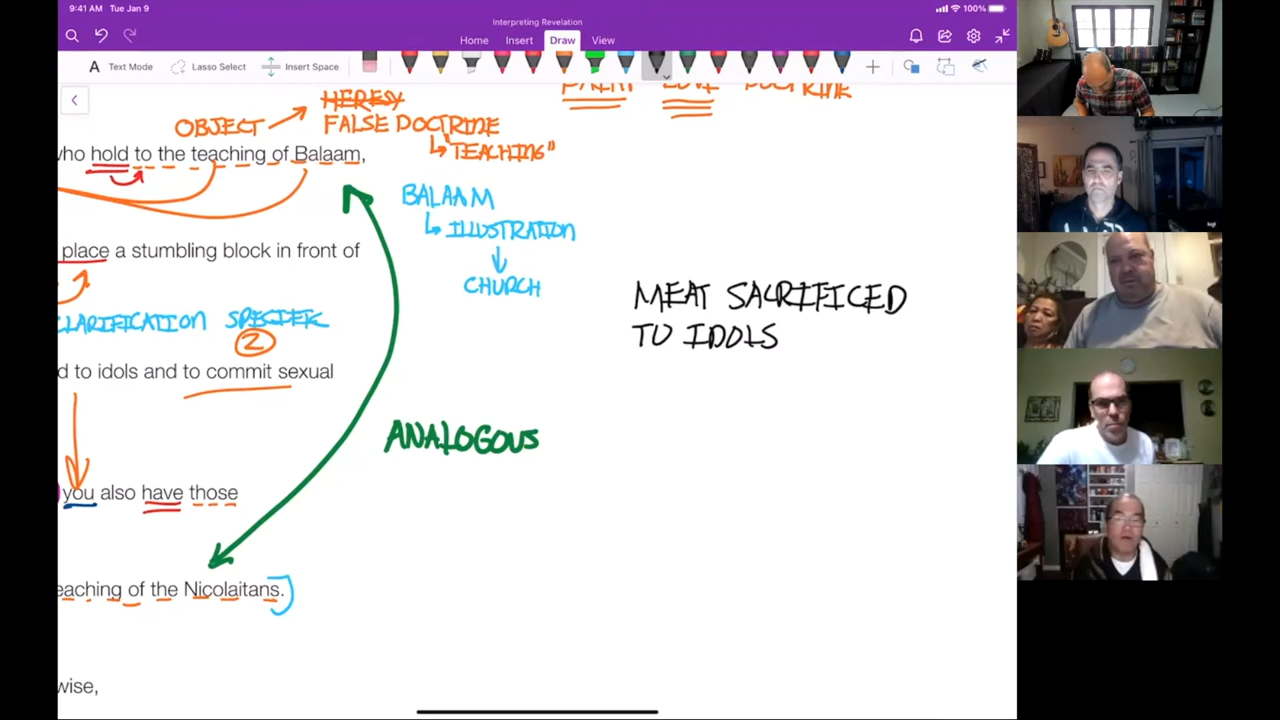 9:41 AM Tue Jan 9
100%
Interpreting Revelation
Home Insert Draw View
Text Mode Lasso Select Insert Space
HERESY
LOVE DOCTRINE
OBJECT
FALSE DOCTRINE
"TEACHING"
who hold to the teaching of Balaam,
BALAAM
ILLUSTRATION
CHURCH
place a stumbling block in front of
MEAT SACRIFICED
TO IDOLS
CLARIFICATION
2
d to idols and to commit sexual
ANALOGOUS
you also have those
eaching of the Nicolaitans.
wise,